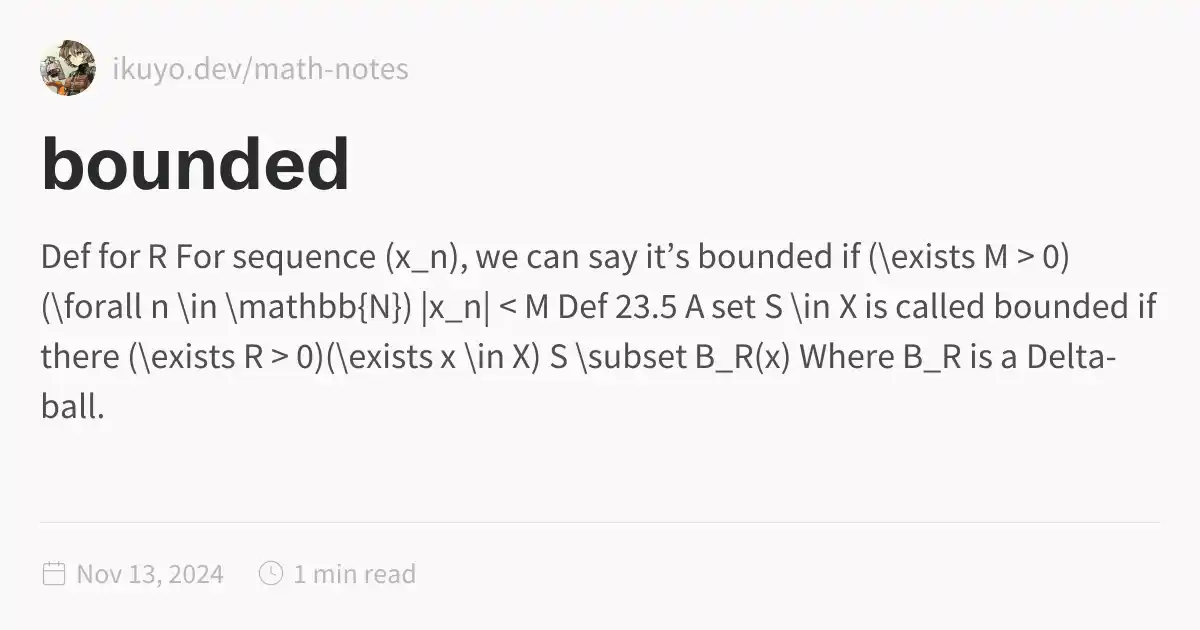 ikuyo.dev/math-notes
bounded
Def for R For sequence (x_n), we can say it’s bounded if (\exists M > 0)
(\forall n \in \mathbb{N}) |x_n| < M Def 23.5 A set S \in X is called bounded if
there (\exists R > 0)(\exists x \in X) S \subset B_R(x) Where B_R is a Delta-
ball.
Nov 13, 2024 1 min read